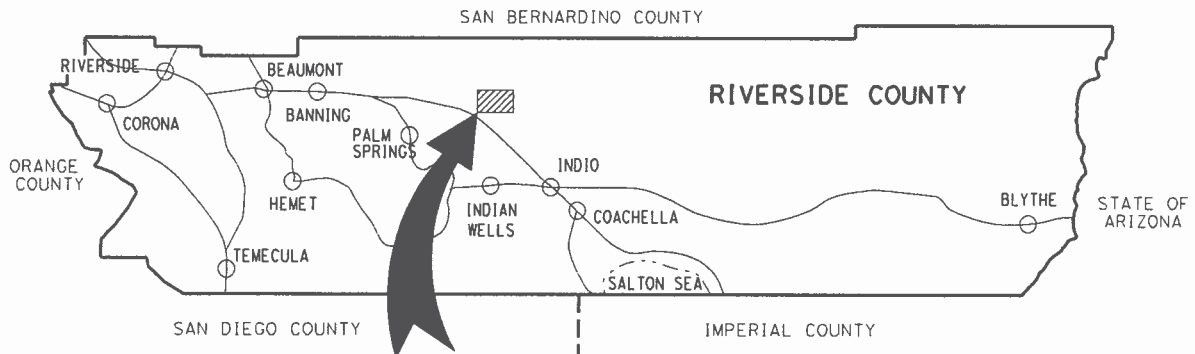 SAN BERNARDINO COUNTY
RIVERSIDE
BEAUMONT
RIVERSIDE COUNTY
BANNING
CORONA
PALM
SPRINGS
ORANGE
COUNTY
INDIO
HEMET
INDIAN
WELLS
COACHELLA
BLYTHE
STATE OF
ARIZONA
TEMECULA
SALTON SEA
SAN DIEGO COUNTY
IMPERIAL COUNTY